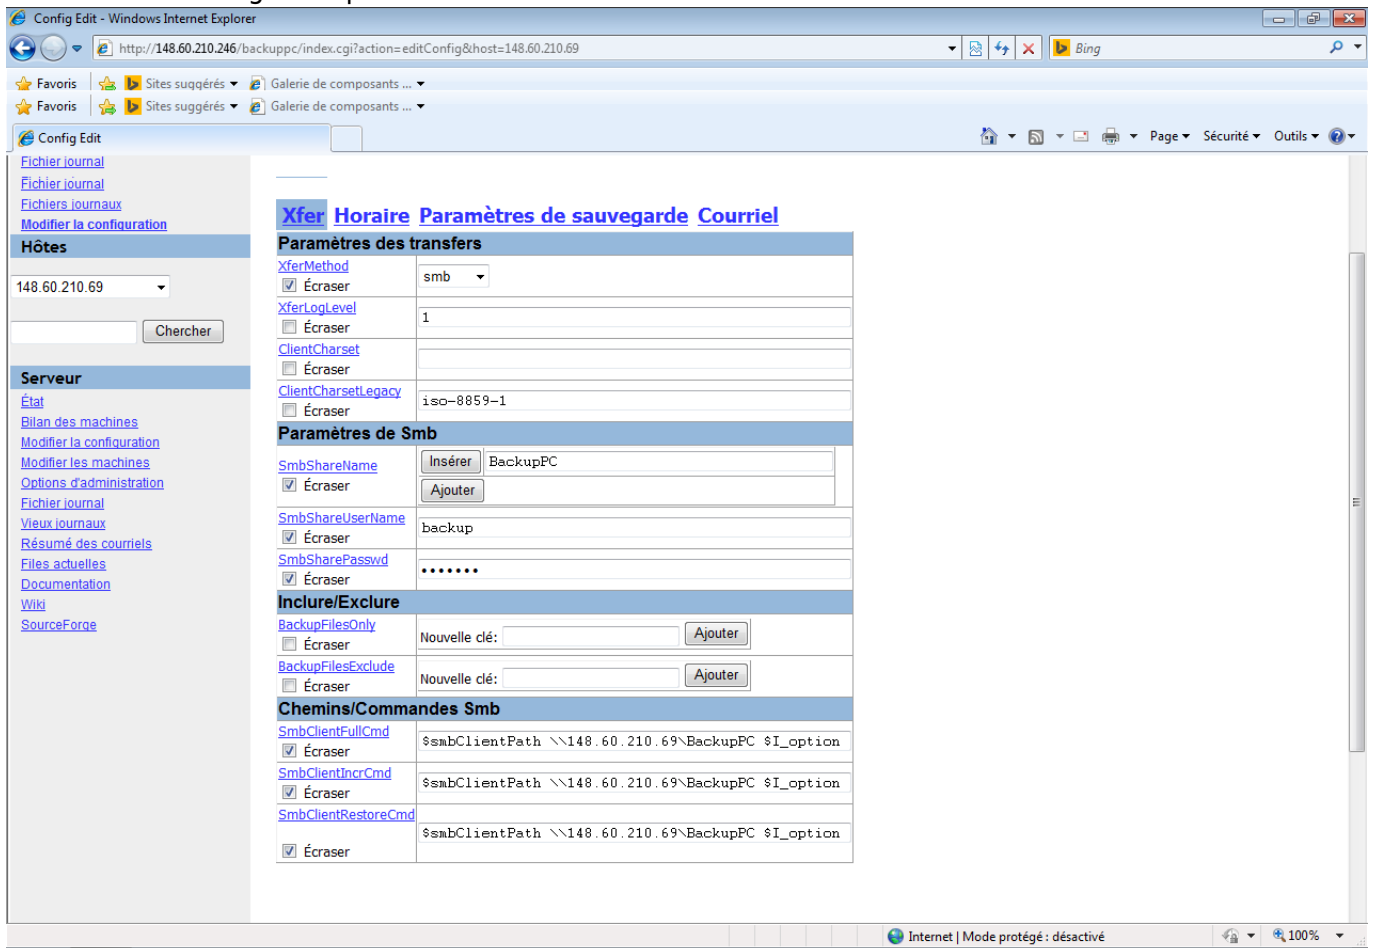 Config Edit - Windows Internet Explorer
http://148.60.210.246/backuppc/index.cgi?action=editConfig&host=148.60.210.69
Bing
Favoris Sites suggérés Galerie de composants ...
Favoris Sites suggérés Galerie de composants ...
Config Edit
Page Sécurité Outils
Fichier journal
Fichier journal
Fichiers journaux
Modifier la configuration
Hôtes
148.60.210.69
Chercher
Serveur
État
Bilan des machines
Modifier la configuration
Modifier les machines
Options d'administration
Fichier journal
Vieux journaux
Résumé des courriels
Files actuelles
Documentation
Wiki
SourceForge
Xfer Horaire Paramètres de sauvegarde Courriel
Paramètres des transfers
XferMethod
Écraser
smb
XferLogLevel
Écraser
1
ClientCharset
Écraser
ClientCharsetLegacy
Écraser
iso-8859-1
Paramètres de Smb
SmbShareName
Écraser
Insérer BackupPC
Ajouter
SmbShareUserName
Écraser
backup
SmbSharePasswd
Écraser
•••••••
Inclure/Exclure
BackupFilesOnly
Écraser
Nouvelle clé: Ajouter
BackupFilesExclude
Écraser
Nouvelle clé: Ajouter
Chemins/Commandes Smb
SmbClientFullCmd
Écraser
$smbClientPath \\148.60.210.69\BackupPC $I_option
SmbClientIncrCmd
Écraser
$smbClientPath \\148.60.210.69\BackupPC $I_option
SmbClientRestoreCmd
Écraser
$smbClientPath \\148.60.210.69\BackupPC $I_option
Internet | Mode protégé : désactivé
100%